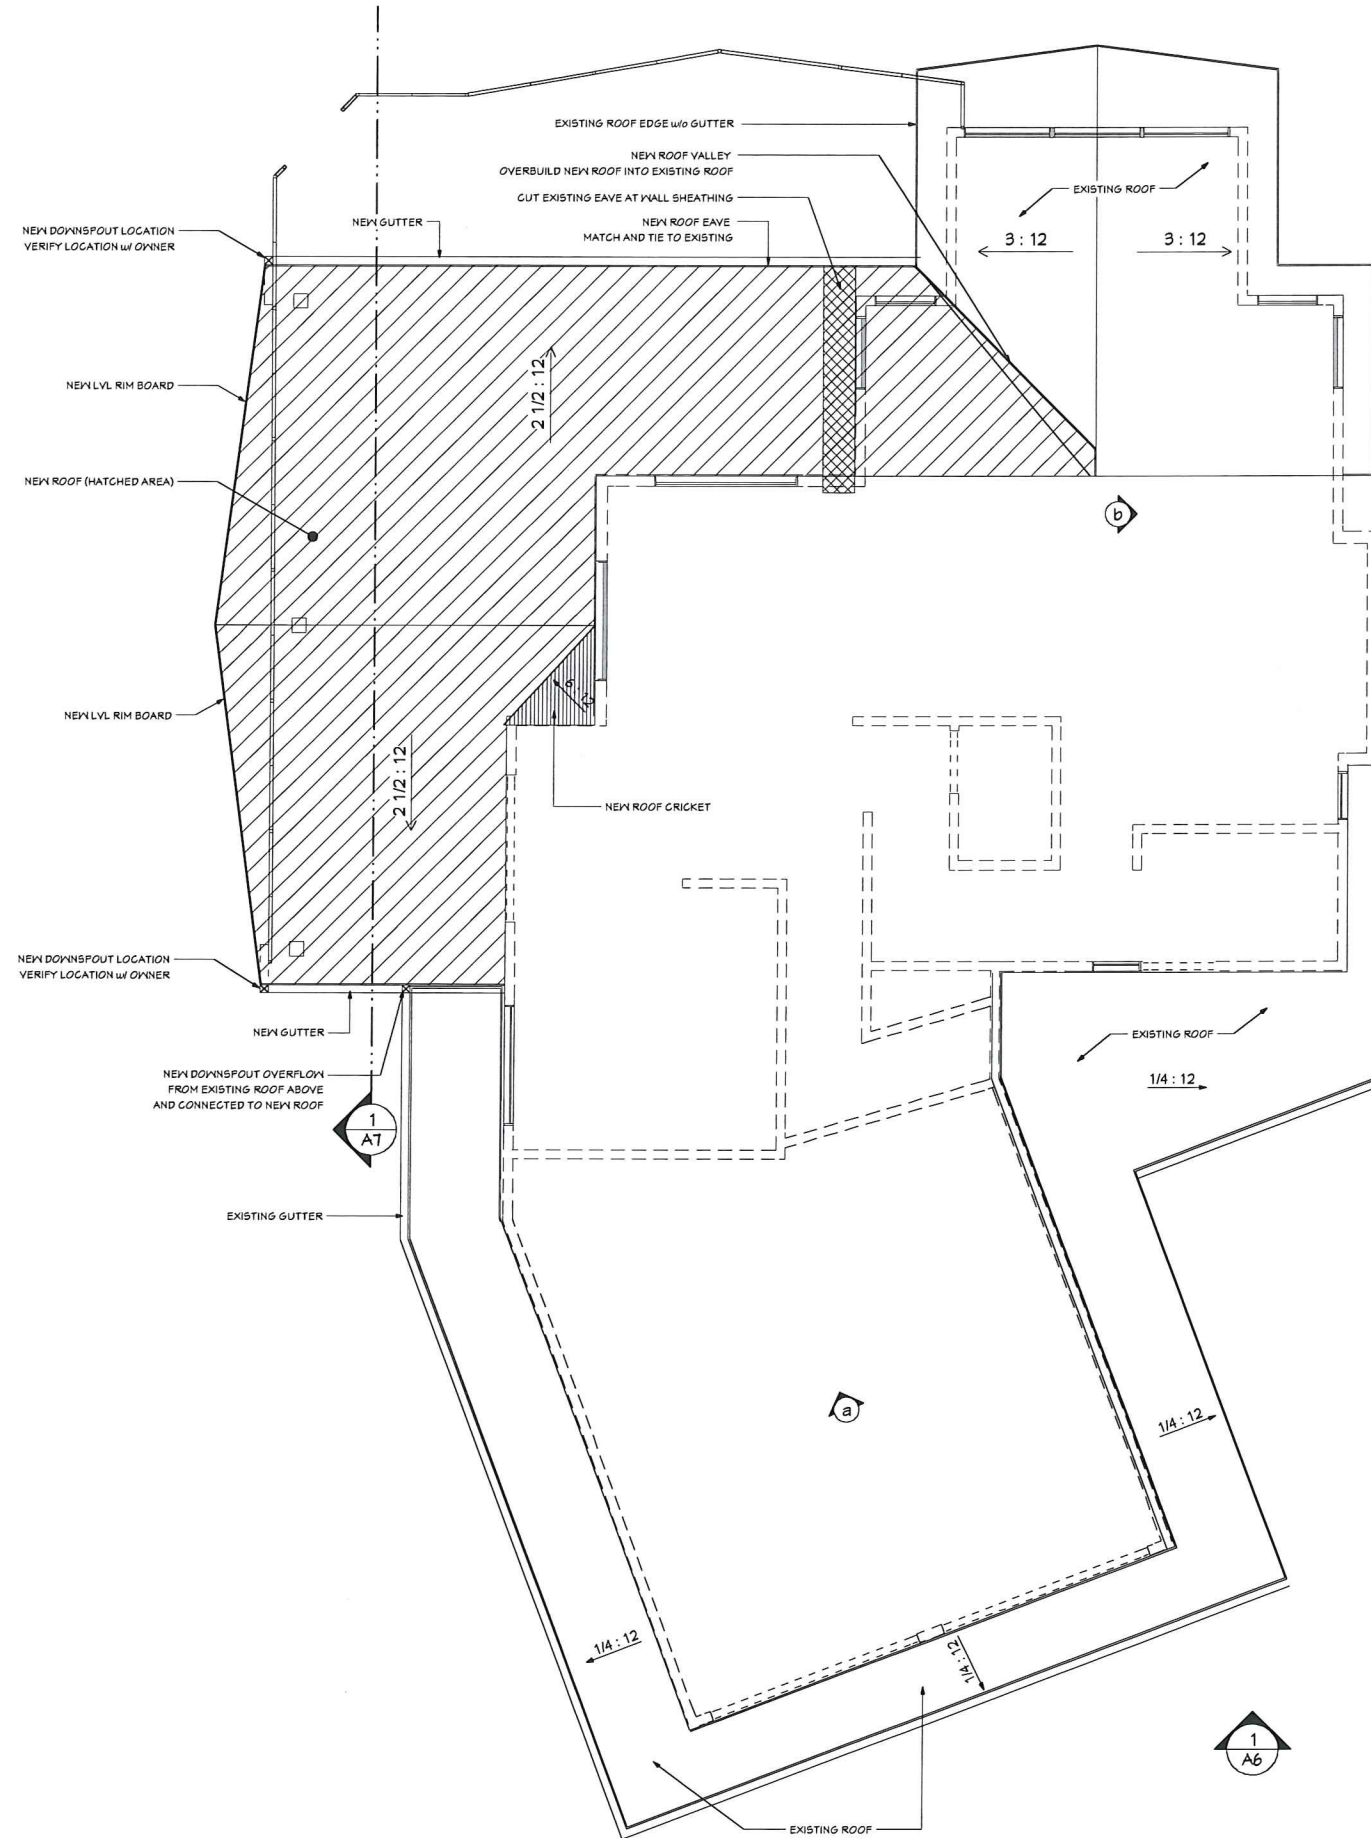 EXISTING ROOF EDGE w/o GUTTER
NEW ROOF VALLEY
OVERBUILD NEW ROOF INTO EXISTING ROOF
EXISTING ROOF
CUT EXISTING EAVE AT WALL SHEATHING
NEW GUTTER
NEW ROOF EAVE
MATCH AND TIE TO EXISTING
NEW DOWNSPOUT LOCATION
VERIFY LOCATION w/ OWNER
3 : 12
3 : 12
2 1/2 : 12
NEW LVL RIM BOARD
NEW ROOF (HATCHED AREA)
b
NEW LVL RIM BOARD
2 1/2 : 12
NEW ROOF CRICKET
NEW DOWNSPOUT LOCATION
VERIFY LOCATION w/ OWNER
NEW GUTTER
EXISTING ROOF
NEW DOWNSPOUT OVERFLOW
FROM EXISTING ROOF ABOVE
AND CONNECTED TO NEW ROOF
1/4 : 12
1
A7
EXISTING GUTTER
a
1/4 : 12
1/4 : 12
1/4 : 12
1
A6
EXISTING ROOF